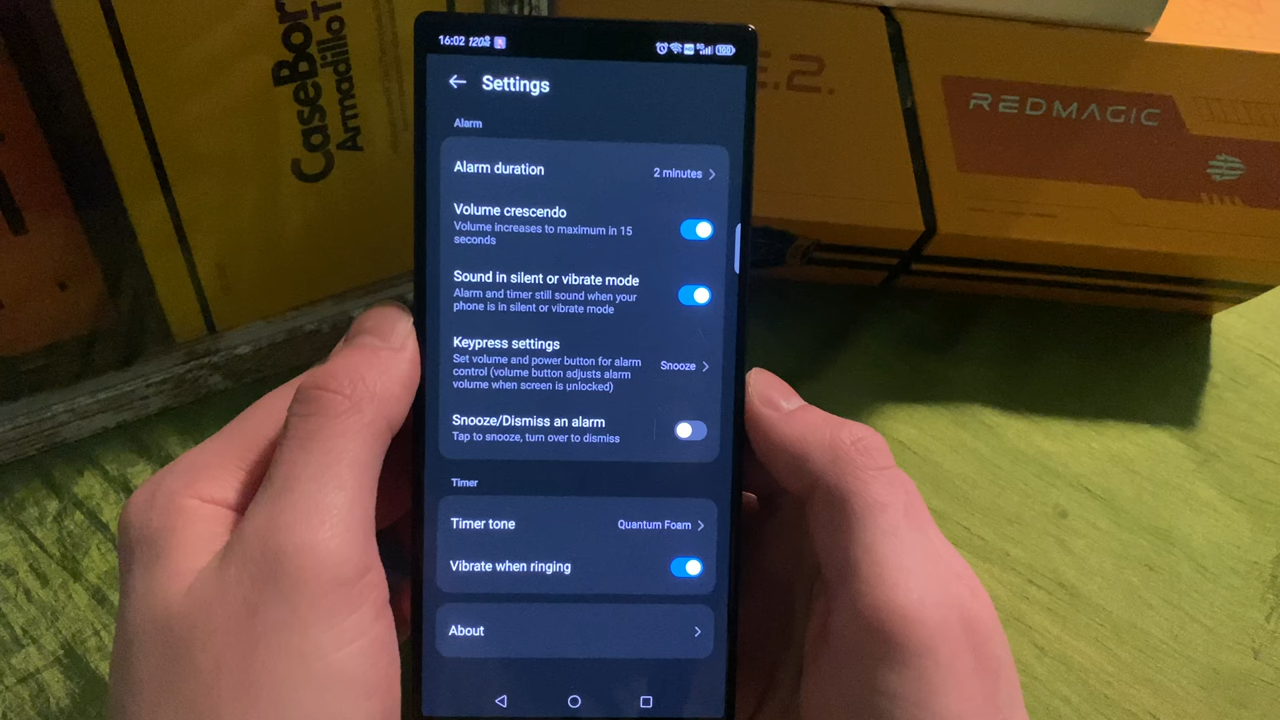 CaseBor
ArmadilloT
E.2.
REDMAGIC
16:02 120
100
Settings
Alarm
Alarm duration
2 minutes
Volume crescendo
Volume increases to maximum in 15
seconds
Sound in silent or vibrate mode
Alarm and timer still sound when your
phone is in silent or vibrate mode
Keypress settings
Set volume and power button for alarm
control (volume button adjusts alarm
volume when screen is unlocked)
Snooze
Snooze/Dismiss an alarm
Tap to snooze, turn over to dismiss
Timer
Timer tone
Quantum Foam
Vibrate when ringing
About